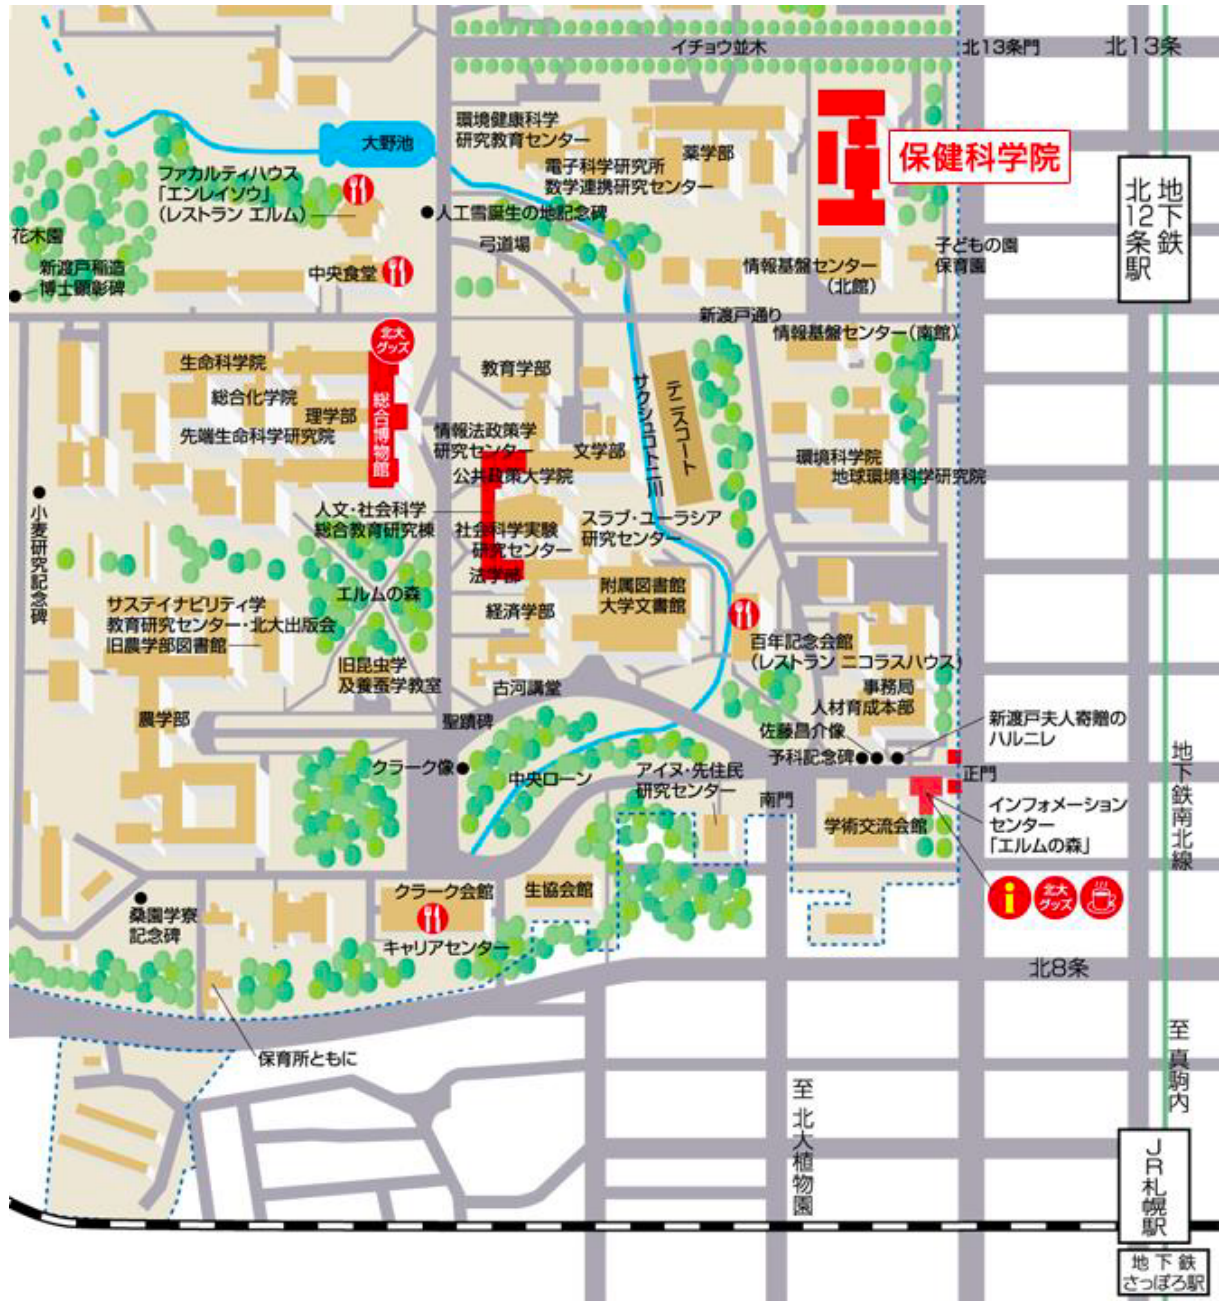 イチョウ並木
北13条門
北13条
大野池
環境健康科学
研究教育センター
薬学部
電子科学研究所
数学連携研究センター
保健科学院
地下鉄
北12条駅
ファカルティハウス
「エンレイソウ」
(レストラン エルム)
人工雪誕生の地記念碑
花木園
弓道場
子どもの園
保育園
新渡戸稲造
博士顕彰碑
中央食堂
情報基盤センター
(北館)
新渡戸通り
情報基盤センター(南館)
北大
グッズ
生命科学院
総合化学院
理学部
先端生命科学研究院
総合博物館
教育学部
情報法政策学
研究センター
文学部
公共政策大学院
サクシュコトニ川
テニスコート
環境科学院
地球環境科学研究院
小麦研究記念碑
人文・社会科学
総合教育研究棟
社会科学実験
研究センター
スラブ・ユーラシア
研究センター
法学部
エルムの森
附属図書館
大学文書館
経済学部
サステイナビリティ学
教育研究センター・北大出版会
旧農学部図書館
百年記念会館
(レストラン ニコラスハウス)
旧昆虫学
及養蚕学教室
古河講堂
事務局
人材育成本部
農学部
聖蹟碑
佐藤昌介像
新渡戸夫人寄贈の
ハルニレ
予科記念碑
クラーク像
中央ローン
アイヌ・先住民
研究センター
南門
正門
地下鉄南北線
学術交流会館
インフォメーション
センター
「エルムの森」
i
北大
グッズ
クラーク会館
生協会館
桑園学寮
記念碑
キャリアセンター
北8条
保育所ともに
至 真駒内
至 北大植物園
JR札幌駅
地下鉄
さっぽろ駅